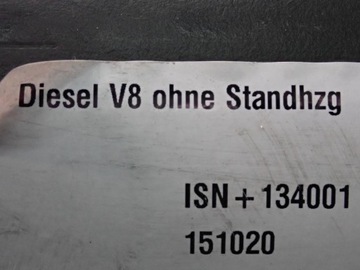 Diesel V8 ohne Standhzg
ISN + 134001
151020